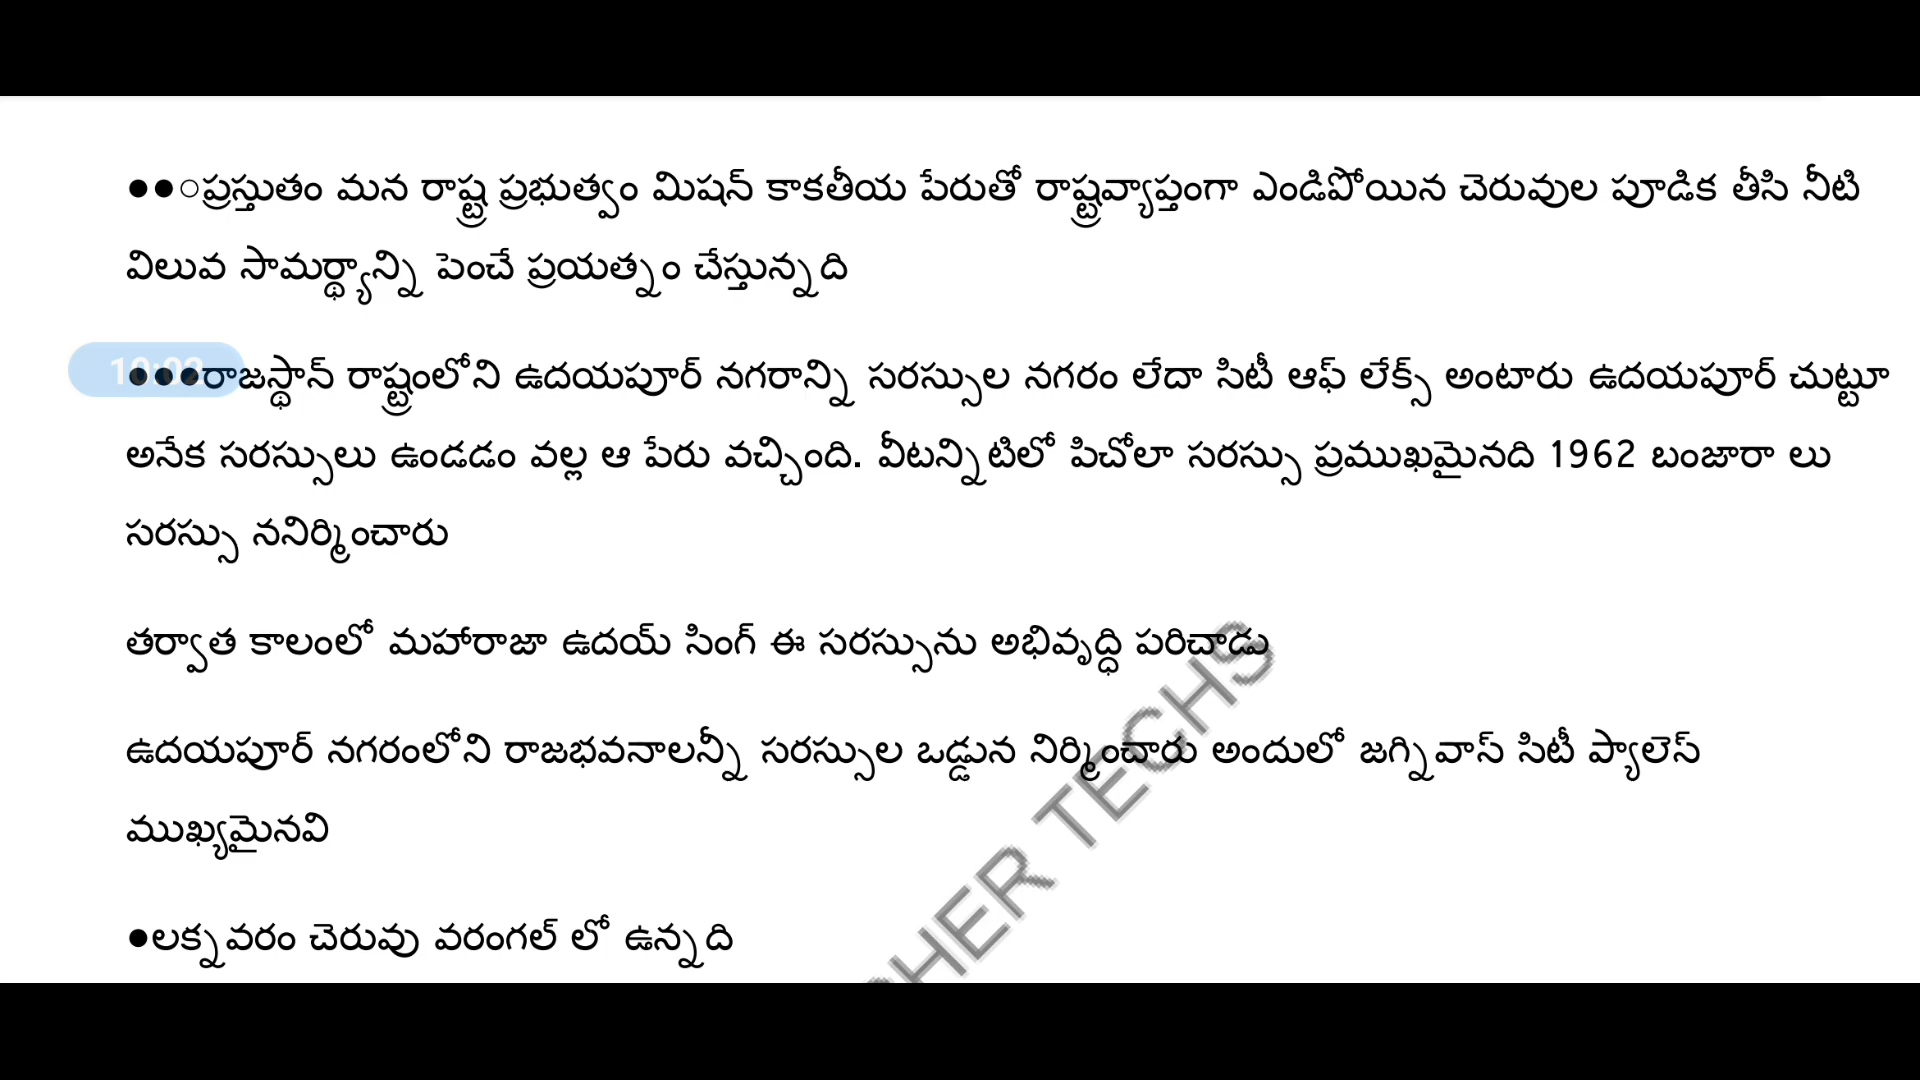 ●●○ప్రస్తుతం మన రాష్ట్ర ప్రభుత్వం మిషన్ కాకతీయ పేరుతో రాష్ట్రవ్యాప్తంగా ఎండిపోయిన చెరువుల పూడిక తీసి నీటి
విలువ సామర్థ్యాన్ని పెంచే ప్రయత్నం చేస్తున్నది
10:02
●●●రాజస్థాన్ రాష్ట్రంలోని ఉదయపూర్ నగరాన్ని సరస్సుల నగరం లేదా సిటీ ఆఫ్ లేక్స్ అంటారు ఉదయపూర్ చుట్టూ
అనేక సరస్సులు ఉండడం వల్ల ఆ పేరు వచ్చింది. వీటన్నిటిలో పిచోలా సరస్సు ప్రముఖమైనది 1962 బంజారా లు
సరస్సు ననిర్మించారు
తర్వాత కాలంలో మహారాజా ఉదయ్ సింగ్ ఈ సరస్సును అభివృద్ధి పరిచాడు
ఉదయపూర్ నగరంలోని రాజభవనాలన్నీ సరస్సుల ఒడ్డున నిర్మించారు అందులో జగ్నివాస్ సిటీ ప్యాలెస్
ముఖ్యమైనవి
●లక్నవరం చెరువు వరంగల్ లో ఉన్నది
HER TECHS